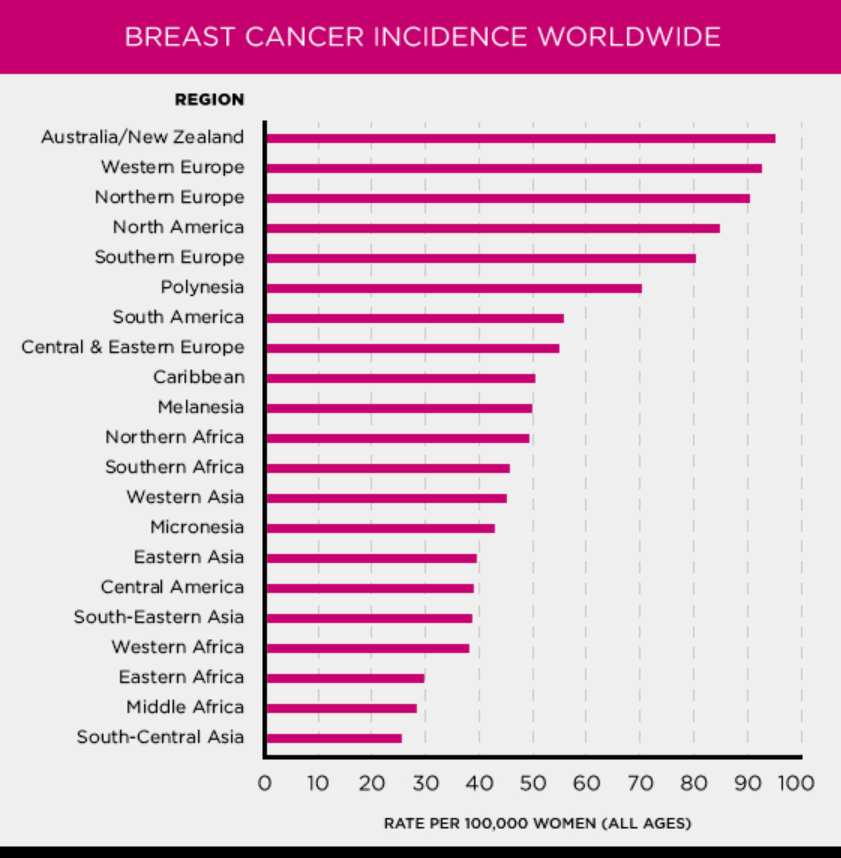 BREAST CANCER INCIDENCE WORLDWIDE
REGION
Australia/New Zealand
Western Europe
Northern Europe
North America
Southern Europe
Polynesia
South America
Central & Eastern Europe
Caribbean
Melanesia
Northern Africa
Southern Africa
Western Asia
Micronesia
Eastern Asia
Central America
South-Eastern Asia
Western Africa
Eastern Africa
Middle Africa
South-Central Asia
0 10 20 30 40 50 60 70 80 90 100
RATE PER 100,000 WOMEN (ALL AGES)